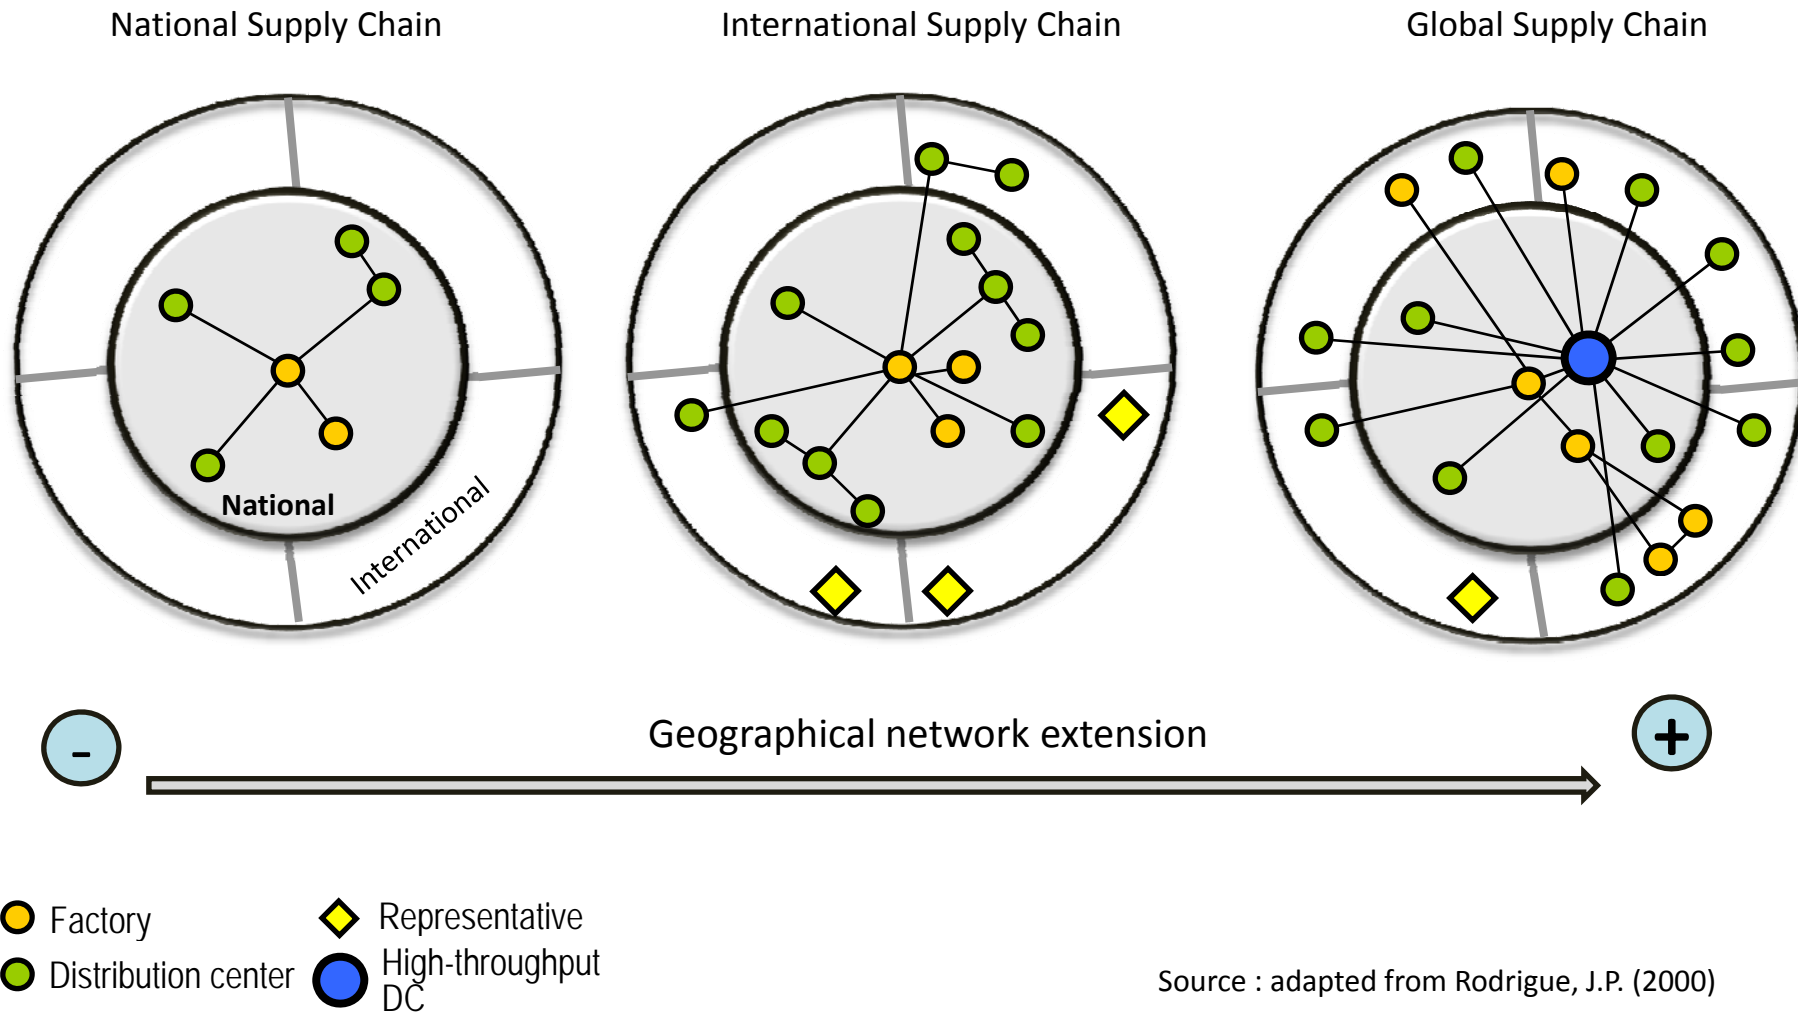 National Supply Chain
International Supply Chain
Global Supply Chain
National
International
-
Geographical network extension
+
Factory
Representative
Distribution center
High-throughput
DC
Source : adapted from Rodrigue, J.P. (2000)